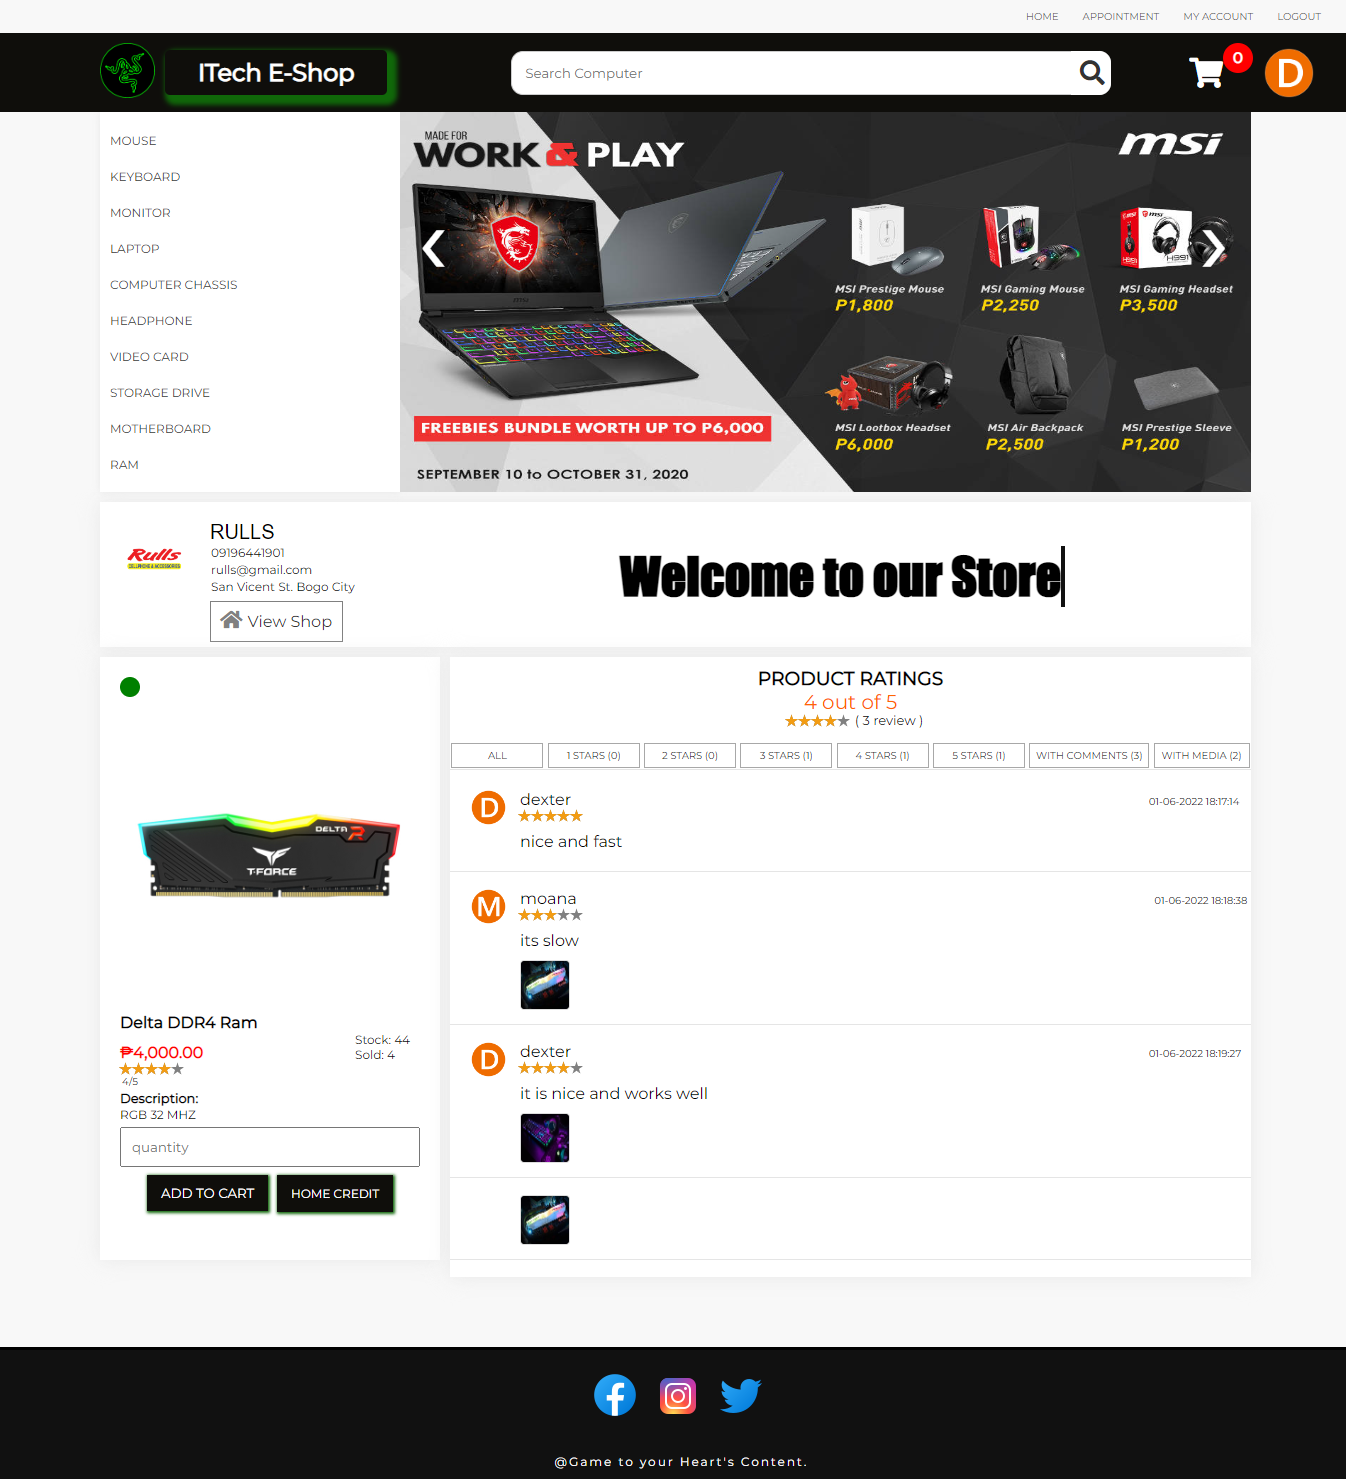 HOME APPOINTMENT MY ACCOUNT LOGOUT
ITech E-Shop
Search Computer
0
D
MOUSE
KEYBOARD
MONITOR
LAPTOP
COMPUTER CHASSIS
HEADPHONE
VIDEO CARD
STORAGE DRIVE
MOTHERBOARD
RAM
MADE FOR
WORK & PLAY
msi
MSI Prestige Mouse
P1,800
MSI Gaming Mouse
P2,250
MSI Gaming Headset
P3,500
MSI Lootbox Headset
P6,000
MSI Air Backpack
P2,500
MSI Prestige Sleeve
P1,200
FREEBIES BUNDLE WORTH UP TO P6,000
SEPTEMBER 10 to OCTOBER 31, 2020
Rulls
CELLPHONE & ACCESSORIES
RULLS
09196441901
rulls@gmail.com
San Vicent St. Bogo City
View Shop
Welcome to our Store
DELTA R
T-FORCE
Delta DDR4 Ram
₱4,000.00
Stock: 44
Sold: 4
4/5
Description:
RGB 32 MHZ
quantity
ADD TO CART
HOME CREDIT
PRODUCT RATINGS
4 out of 5
( 3 review )
ALL
1 STARS (0)
2 STARS (0)
3 STARS (1)
4 STARS (1)
5 STARS (1)
WITH COMMENTS (3)
WITH MEDIA (2)
D
dexter
01-06-2022 18:17:14
nice and fast
M
moana
01-06-2022 18:18:38
its slow
D
dexter
01-06-2022 18:19:27
it is nice and works well
@Game to your Heart's Content.